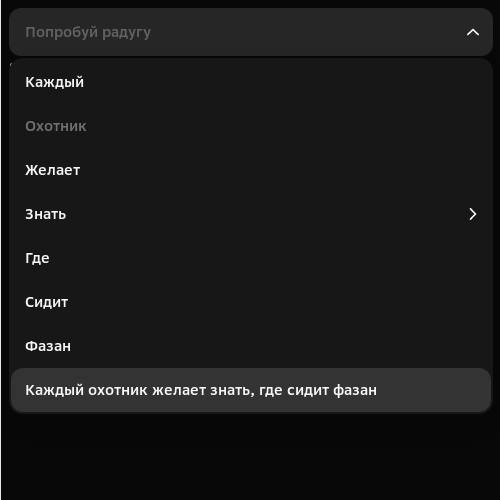 Попробуй радугу
Каждый
Охотник
Желает
Знать
Где
Сидит
Фазан
Каждый охотник желает знать, где сидит фазан